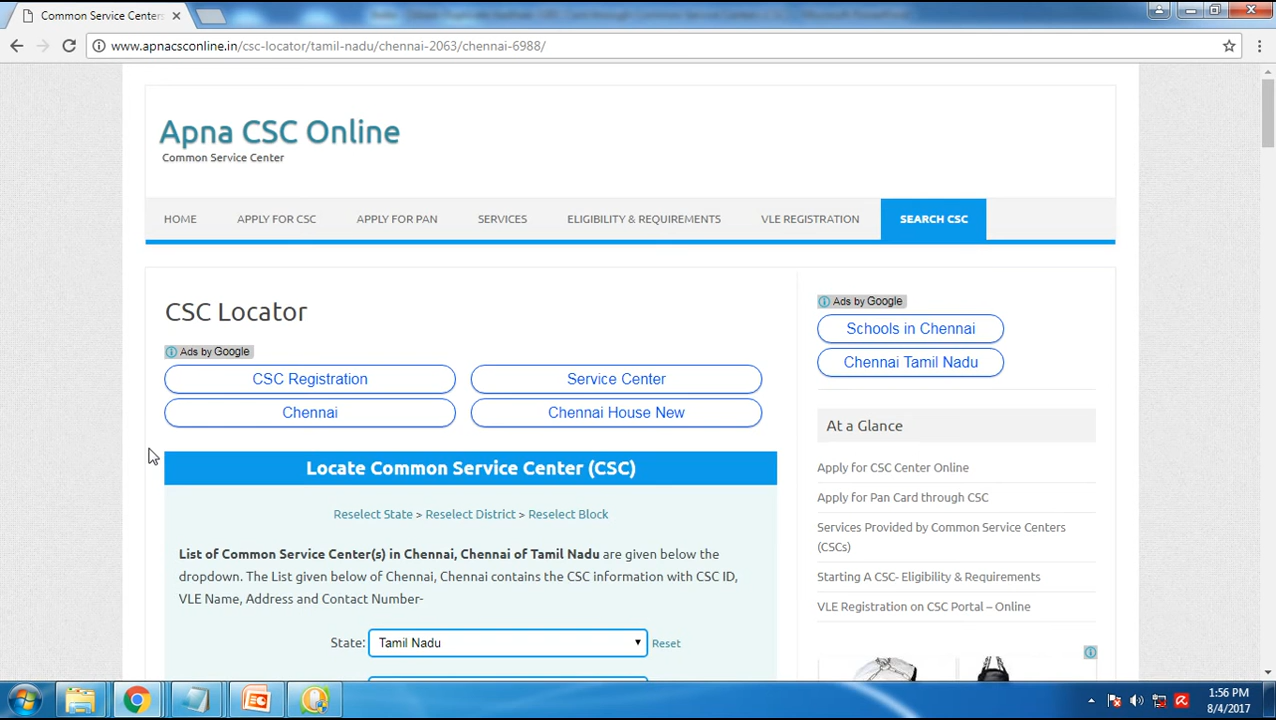 Common Service Center
www.apnacsconline.in/csc-locator/tamil-nadu/chennai-2063/chennai-6988/
Apna CSC Online
Common Service Center
HOME APPLY FOR CSC APPLY FOR PAN SERVICES ELIGIBILITY & REQUIREMENTS VLE REGISTRATION SEARCH CSC
CSC Locator
Ads by Google
CSC Registration Service Center
Chennai Chennai House New
Locate Common Service Center (CSC)
Reselect State > Reselect District > Reselect Block
List of Common Service Center(s) in Chennai, Chennai of Tamil Nadu are given below the
dropdown. The List given below of Chennai, Chennai contains the CSC information with CSC ID,
VLE Name, Address and Contact Number-
State: Tamil Nadu Reset
Ads by Google
Schools in Chennai
Chennai Tamil Nadu
At a Glance
Apply for CSC Center Online
Apply for Pan Card through CSC
Services Provided by Common Service Centers
(CSCs)
Starting A CSC- Eligibility & Requirements
VLE Registration on CSC Portal – Online
1:56 PM
8/4/2017